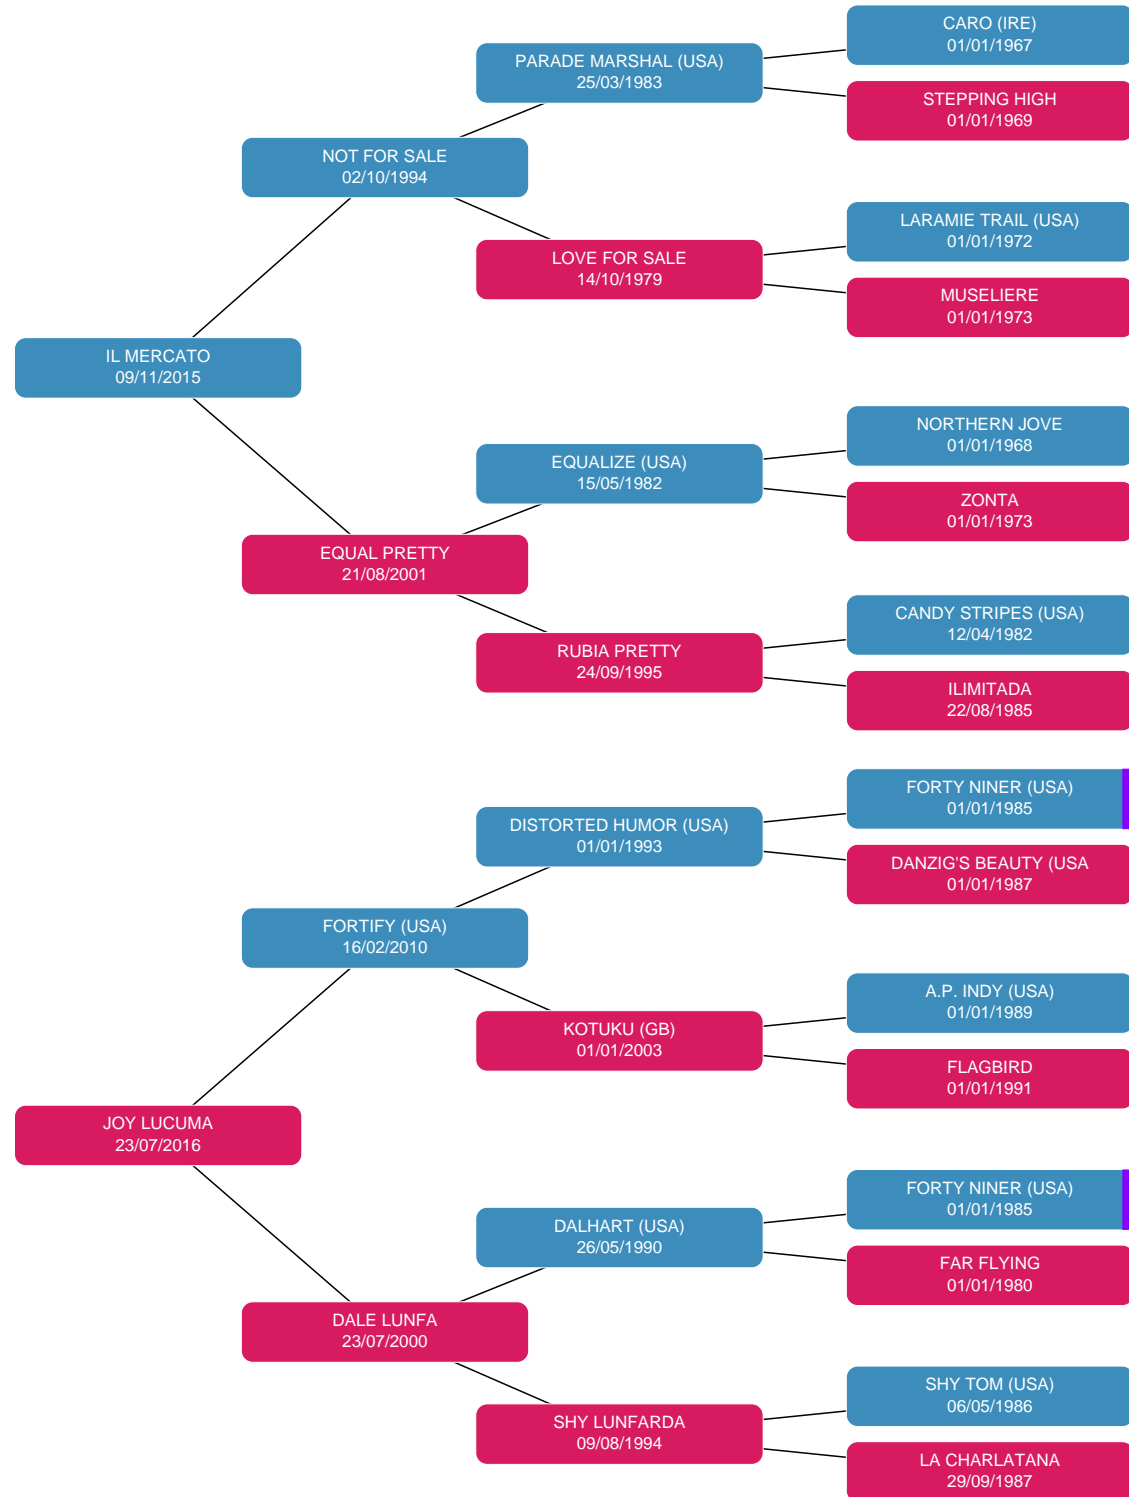 CARO (IRE)
01/01/1967
PARADE MARSHAL (USA)
25/03/1983
STEPPING HIGH
01/01/1969
NOT FOR SALE
02/10/1994
LARAMIE TRAIL (USA)
01/01/1972
LOVE FOR SALE
14/10/1979
MUSELIERE
01/01/1973
IL MERCATO
09/11/2015
NORTHERN JOVE
01/01/1968
EQUALIZE (USA)
15/05/1982
ZONTA
01/01/1973
EQUAL PRETTY
21/08/2001
CANDY STRIPES (USA)
12/04/1982
RUBIA PRETTY
24/09/1995
ILIMITADA
22/08/1985
FORTY NINER (USA)
01/01/1985
DISTORTED HUMOR (USA)
01/01/1993
DANZIG'S BEAUTY (USA
01/01/1987
FORTIFY (USA)
16/02/2010
A.P. INDY (USA)
01/01/1989
KOTUKU (GB)
01/01/2003
FLAGBIRD
01/01/1991
JOY LUCUMA
23/07/2016
FORTY NINER (USA)
01/01/1985
DALHART (USA)
26/05/1990
FAR FLYING
01/01/1980
DALE LUNFA
23/07/2000
SHY TOM (USA)
06/05/1986
SHY LUNFARDA
09/08/1994
LA CHARLATANA
29/09/1987